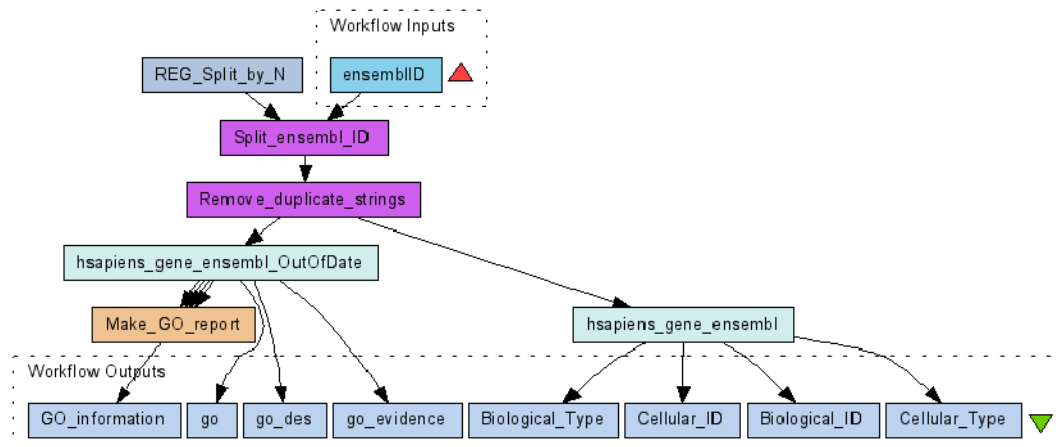 Workflow Inputs
REG_Split_by_N
ensemblID
Split_ensembl_ID
Remove_duplicate_strings
hsapiens_gene_ensembl_OutOfDate
Make_GO_report
hsapiens_gene_ensembl
Workflow Outputs
GO_information
go
go_des
go_evidence
Biological_Type
Cellular_ID
Biological_ID
Cellular_Type